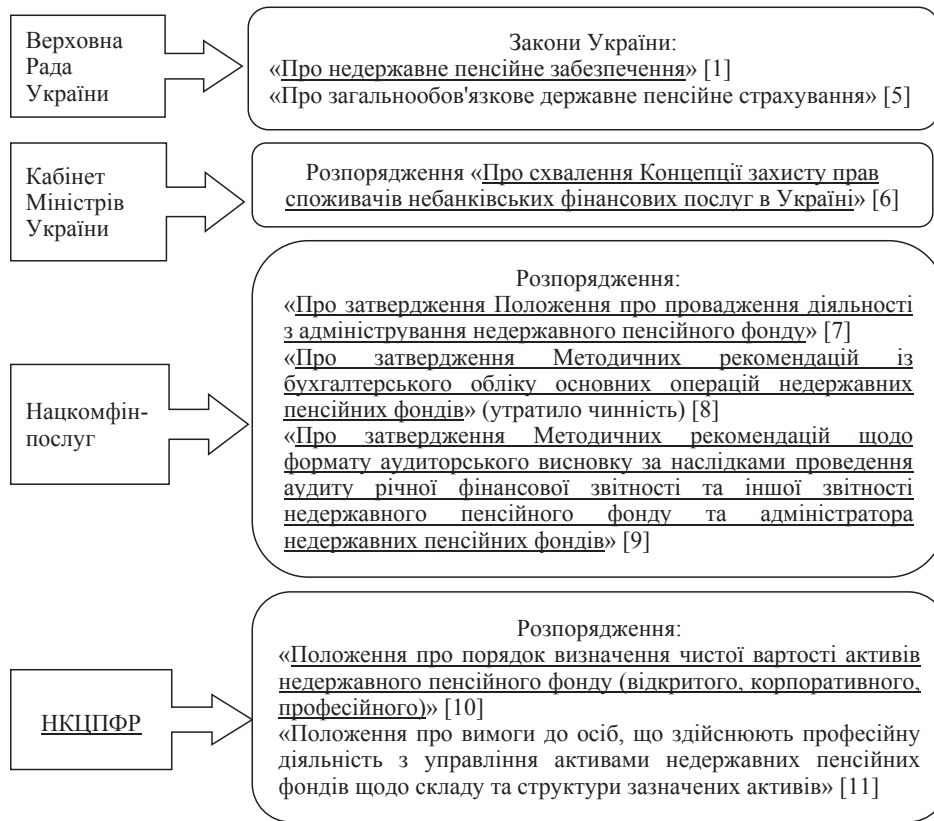 Верховна
Рада
України
Закони України:
«Про недержавне пенсійне забезпечення» [1]
«Про загальнообов'язкове державне пенсійне страхування» [5]
Кабінет
Міністрів
України
Розпорядження «Про схвалення Концепції захисту прав
споживачів небанківських фінансових послуг в Україні» [6]
Нацкомфін-
послуг
Розпорядження:
«Про затвердження Положення про провадження діяльності
з адміністрування недержавного пенсійного фонду» [7]
«Про затвердження Методичних рекомендацій із
бухгалтерського обліку основних операцій недержавних
пенсійних фондів» (утратило чинність) [8]
«Про затвердження Методичних рекомендацій щодо
формату аудиторського висновку за наслідками проведення
аудиту річної фінансової звітності та іншої звітності
недержавного пенсійного фонду та адміністратора
недержавних пенсійних фондів» [9]
НКЦПФР
Розпорядження:
«Положення про порядок визначення чистої вартості активів
недержавного пенсійного фонду (відкритого, корпоративного,
професійного)» [10]
«Положення про вимоги до осіб, що здійснюють професійну
діяльність з управління активами недержавних пенсійних
фондів щодо складу та структури зазначених активів» [11]